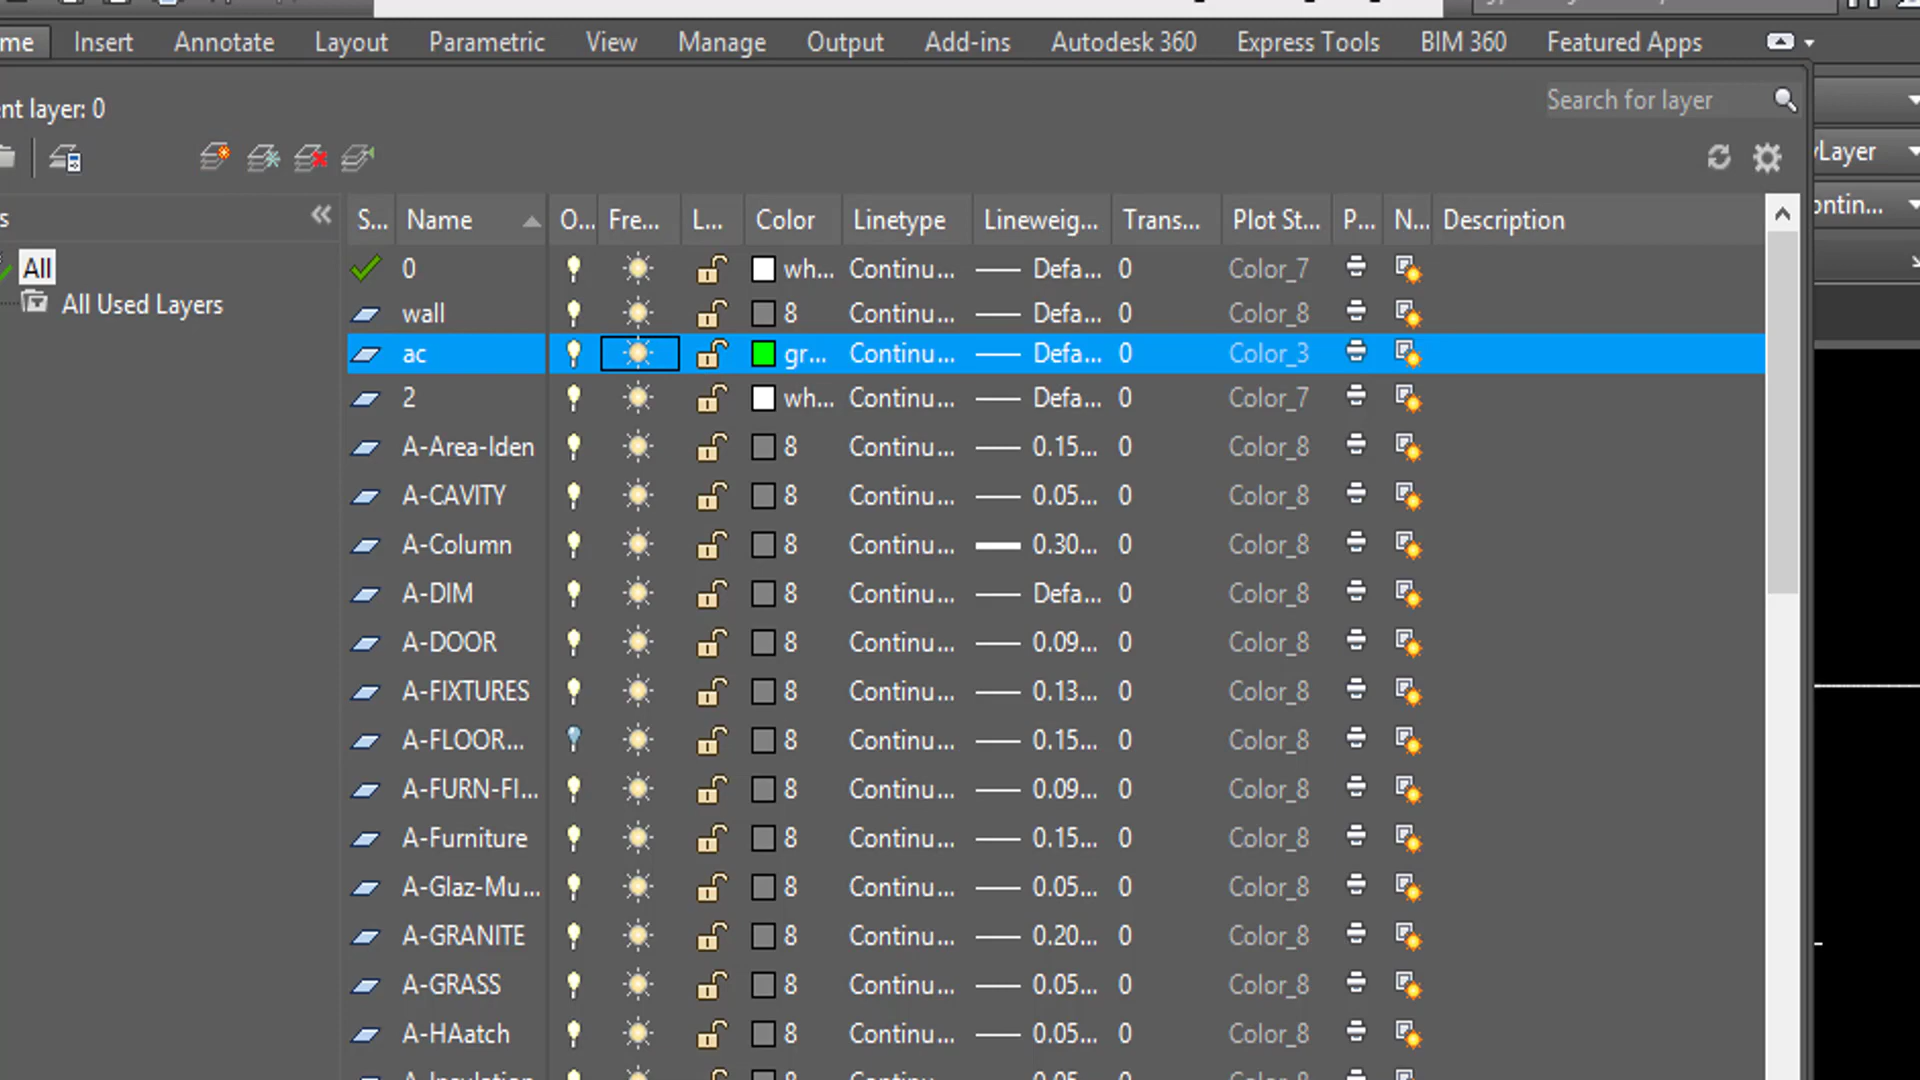 me Insert Annotate Layout Parametric View Manage Output Add-ins Autodesk 360 Express Tools BIM 360 Featured Apps
nt layer: 0
Search for layer
yLayer
ontin...
s
S... Name O... Fre... L... Color Linetype Lineweig... Trans... Plot St... P... N... Description
All
All Used Layers
0 wh... Continu... Defa... 0 Color_7
wall 8 Continu... Defa... 0 Color_8
ac gr... Continu... Defa... 0 Color_3
2 wh... Continu... Defa... 0 Color_7
A-Area-Iden 8 Continu... 0.15... 0 Color_8
A-CAVITY 8 Continu... 0.05... 0 Color_8
A-Column 8 Continu... 0.30... 0 Color_8
A-DIM 8 Continu... Defa... 0 Color_8
A-DOOR 8 Continu... 0.09... 0 Color_8
A-FIXTURES 8 Continu... 0.13... 0 Color_8
A-FLOOR... 8 Continu... 0.15... 0 Color_8
A-FURN-FI... 8 Continu... 0.09... 0 Color_8
A-Furniture 8 Continu... 0.15... 0 Color_8
A-Glaz-Mu... 8 Continu... 0.05... 0 Color_8
A-GRANITE 8 Continu... 0.20... 0 Color_8
A-GRASS 8 Continu... 0.05... 0 Color_8
A-HAatch 8 Continu... 0.05... 0 Color_8